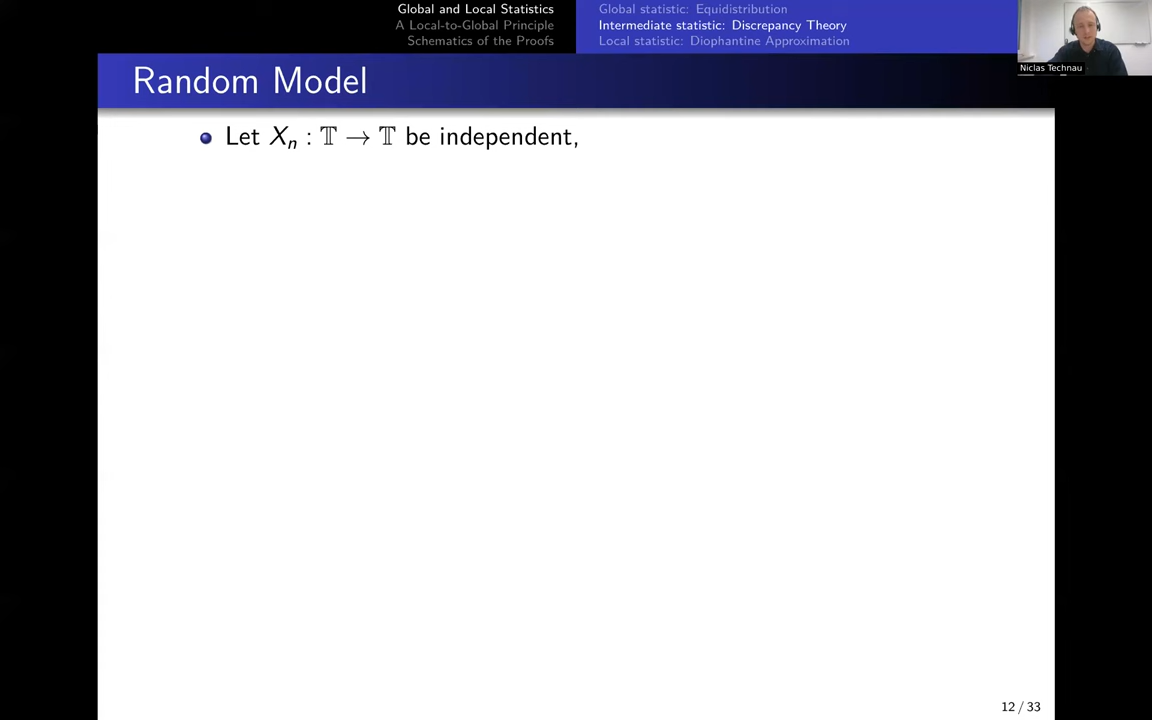 Global and Local Statistics
A Local-to-Global Principle
Schematics of the Proofs
Global statistic: Equidistribution
Intermediate statistic: Discrepancy Theory
Local statistic: Diophantine Approximation
Niclas Technau
Random Model
Let Xₙ : 𝕋 → 𝕋 be independent,
12 / 33